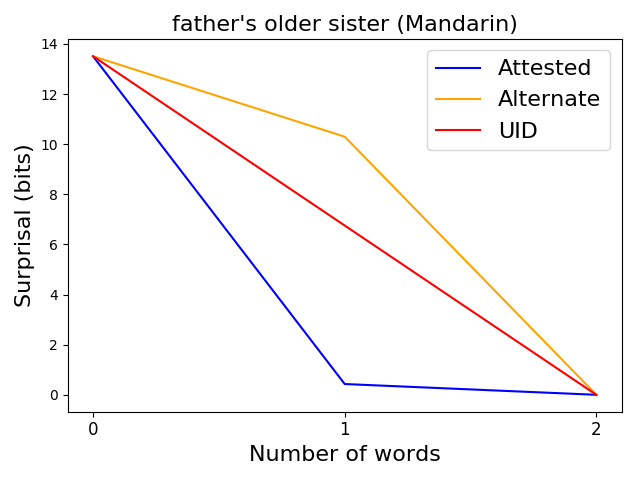 father's older sister (Mandarin)
14
12
10
8
6
4
2
0
Surprisal (bits)
Attested
Alternate
UID
0 1 2
Number of words